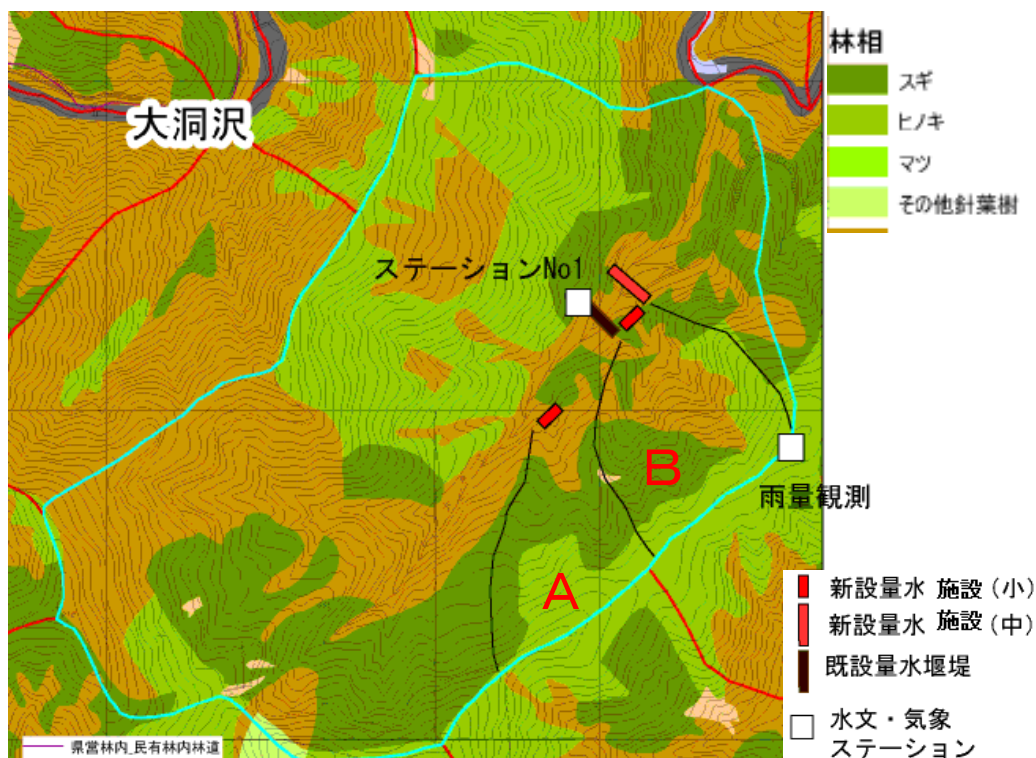 林相
スギ
ヒノキ
マツ
その他針葉樹
大洞沢
ステーションNo1
B
雨量観測
A
新設量水 施設(小)
新設量水 施設(中)
既設量水堰堤
水文・気象
ステーション
県営林内_民有林内林道